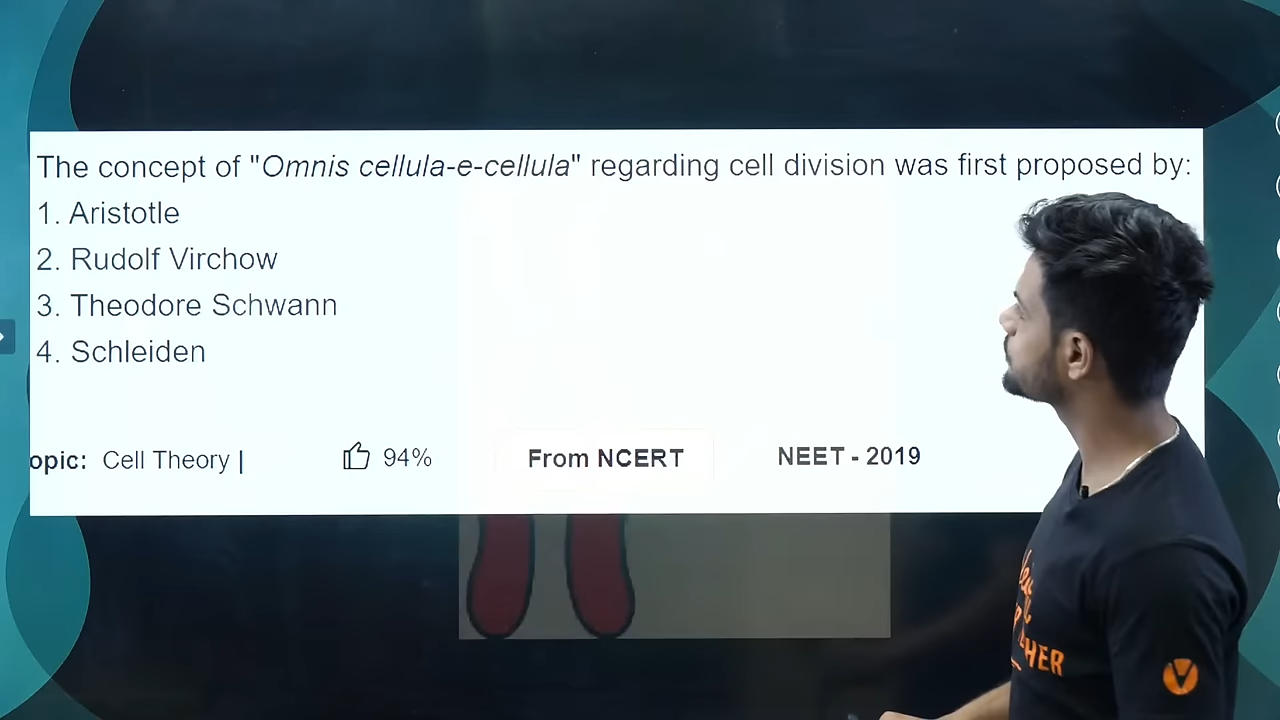 The concept of "Omnis cellula-e-cellula" regarding cell division was first proposed by:
1. Aristotle
2. Rudolf Virchow
3. Theodore Schwann
4. Schleiden
opic: Cell Theory | 94% From NCERT NEET - 2019
HER